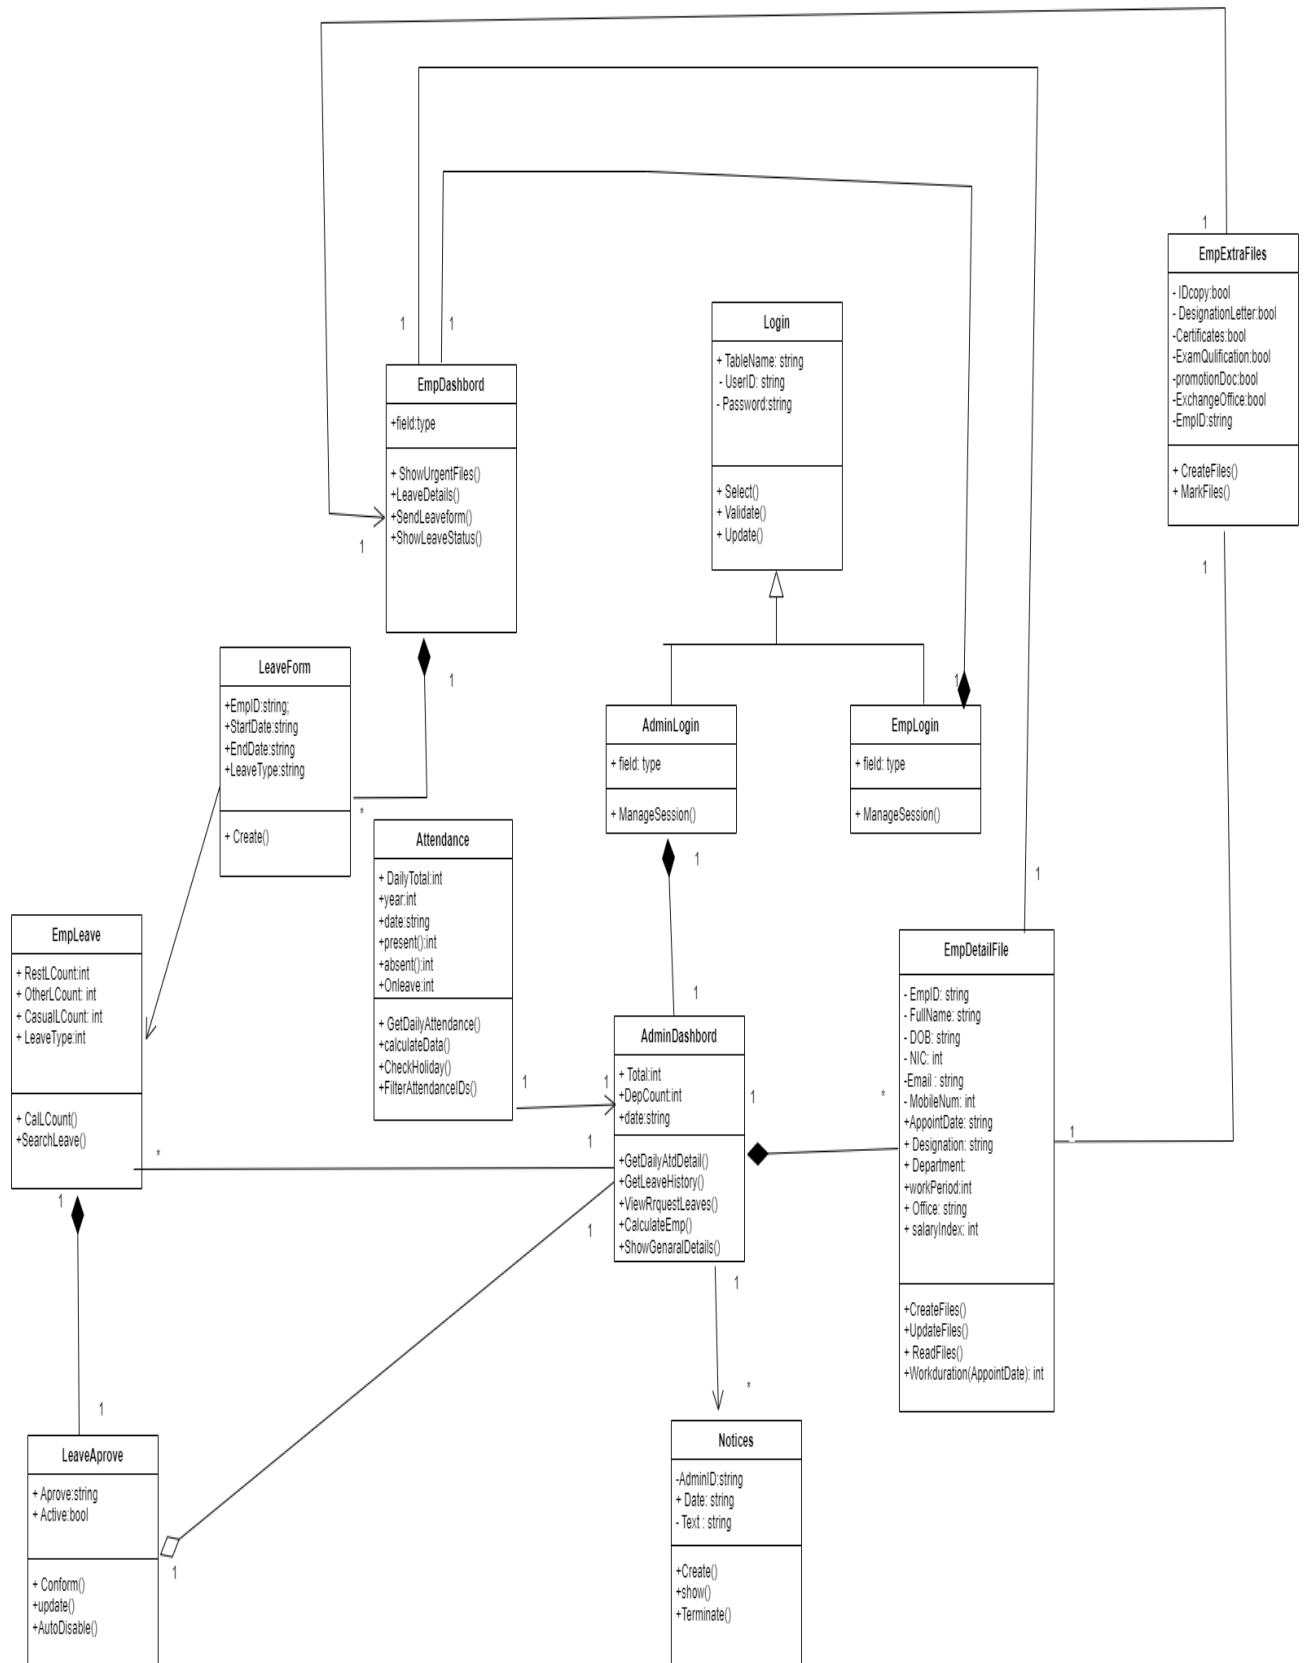 1
EmpExtraFiles
- IDcopy:bool
- DesignationLetter:bool
-Certificates:bool
-ExamQulification:bool
-promotionDoc:bool
-ExchangeOffice:bool
-EmpID:string
+ CreateFiles()
+ MarkFiles()
1
1
1
EmpDashbord
+field:type
+ ShowUrgentFiles()
+LeaveDetails()
+SendLeaveform()
+ShowLeaveStatus()
1
1
Login
+ TableName: string
- UserID: string
- Password:string
+ Select()
+ Validate()
+ Update()
LeaveForm
+EmpID:string;
+StartDate:string
+EndDate:string
+LeaveType:string
+ Create()
*
AdminLogin
+ field: type
+ ManageSession()
1
1
EmpLogin
+ field: type
+ ManageSession()
Attendance
+ DailyTotal:int
+year:int
+date:string
+present():int
+absent():int
+Onleave:int
+ GetDailyAttendance()
+calculateData()
+CheckHoliday()
+FilterAttendanceIDs()
1
1
EmpLeave
+ RestLCount:int
+ OtherLCount: int
+ CasualLCount: int
+ LeaveType:int
+ CalLCount()
+SearchLeave()
*
1
1
AdminDashbord
+ Total:int
+DepCount:int
+date:string
+GetDailyAtdDetail()
+GetLeaveHistory()
+ViewRrquestLeaves()
+CalculateEmp()
+ShowGenaralDetails()
1
1
1
1
*
1
EmpDetailFile
- EmpID: string
- FullName: string
- DOB: string
- NIC: int
-Email : string
- MobileNum: int
+AppointDate: string
+ Designation: string
+ Department:
+workPeriod:int
+ Office: string
+ salaryIndex: int
+CreateFiles()
+UpdateFiles()
+ ReadFiles()
+Workduration(AppointDate): int
1
1
1
LeaveAprove
+ Aprove:string
+ Active:bool
+ Conform()
+update()
+AutoDisable()
1
*
Notices
-AdminID:string
+ Date: string
- Text : string
+Create()
+show()
+Terminate()